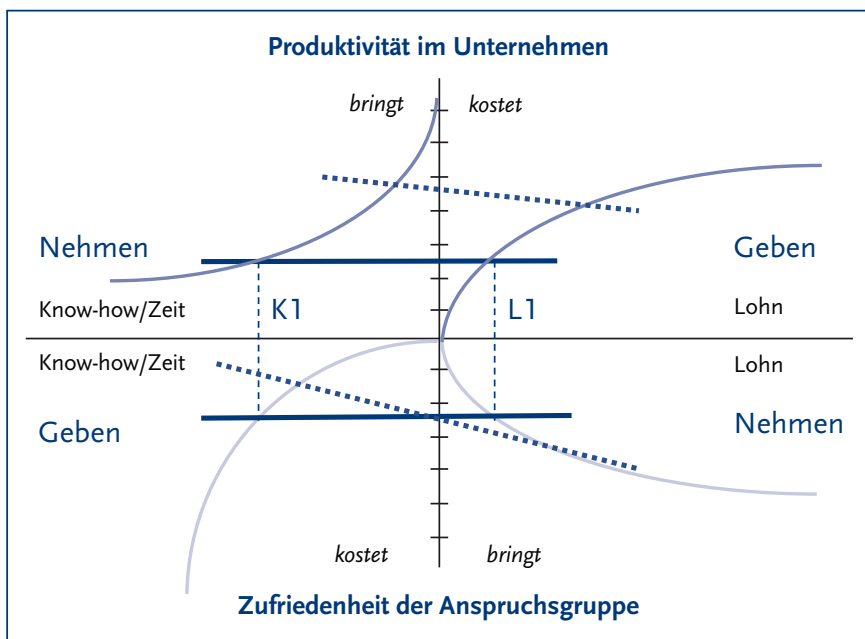 Produktivität im Unternehmen
bringt kostet
Nehmen Geben
Know-how/Zeit K1 L1 Lohn
Know-how/Zeit Lohn
Geben Nehmen
kostet bringt
Zufriedenheit der Anspruchsgruppe